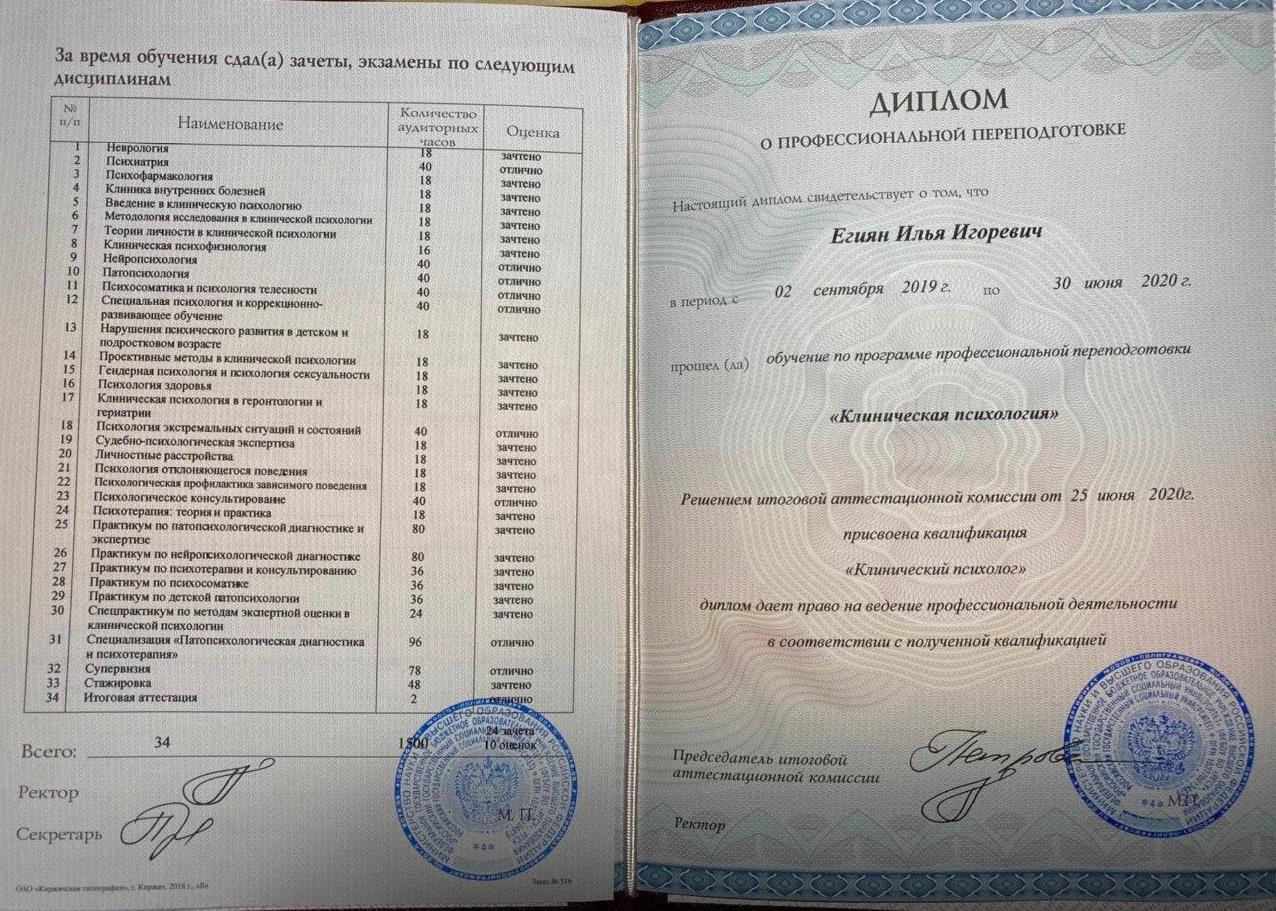 За время обучения сдал(а) зачеты, экзамены по следующим
дисциплинам
№ п/п Наименование Количество аудиторных часов Оценка
1 Неврология 18 зачтено
2 Психиатрия 40 отлично
3 Психофармакология 18 зачтено
4 Клиника внутренних болезней 18 зачтено
5 Введение в клиническую психологию 18 зачтено
6 Методология исследования в клинической психологии 18 зачтено
7 Теории личности в клинической психологии 18 зачтено
8 Клиническая психофизиология 16 зачтено
9 Нейропсихология 40 отлично
10 Патопсихология 40 отлично
11 Психосоматика и психология телесности 40 отлично
12 Специальная психология и коррекционно- 40 отлично
развивающее обучение
13 Нарушения психического развития в детском и 18 зачтено
подростковом возрасте
14 Проективные методы в клинической психологии 18 зачтено
15 Гендерная психология и психология сексуальности 18 зачтено
16 Психология здоровья 18 зачтено
17 Клиническая психология в геронтологии и 18 зачтено
гериатрии
18 Психология экстремальных ситуаций и состояний 40 отлично
19 Судебно-психологическая экспертиза 18 зачтено
20 Личностные расстройства 18 зачтено
21 Психология отклоняющегося поведения 18 зачтено
22 Психологическая профилактика зависимого поведения 18 зачтено
23 Психологическое консультирование 40 отлично
24 Психотерапия: теория и практика 18 зачтено
25 Практикум по патопсихологической диагностике и 80 зачтено
экспертизе
26 Практикум по нейропсихологической диагностике 80 зачтено
27 Практикум по психотерапии и консультированию 36 зачтено
28 Практикум по психосоматике 36 зачтено
29 Практикум по детской патопсихологии 36 зачтено
30 Спецпрактикум по методам экспертной оценки в 24 зачтено
клинической психологии
31 Специализация «Патопсихологическая диагностика 96 отлично
и психотерапия»
32 Супервизия 78 отлично
33 Стажировка 48 зачтено
34 Итоговая аттестация 2 отлично
Всего: 34 1500 24 зачета
10 оценок
Ректор
Секретарь
М. П.
ОАО «Киржачская типография», г. Киржач, 2018 г., «Б»
Заказ № 516
ДИПЛОМ
О ПРОФЕССИОНАЛЬНОЙ ПЕРЕПОДГОТОВКЕ
Настоящий диплом свидетельствует о том, что
Егиян Илья Игоревич
в период с 02 сентября 2019 г. по 30 июня 2020 г.
прошел (ла) обучение по программе профессиональной переподготовки
«Клиническая психология»
Решением итоговой аттестационной комиссии от 25 июня 2020г.
присвоена квалификация
«Клинический психолог»
диплом дает право на ведение профессиональной деятельности
в соответствии с полученной квалификацией
Председатель итоговой
аттестационной комиссии
Ректор
М.П.